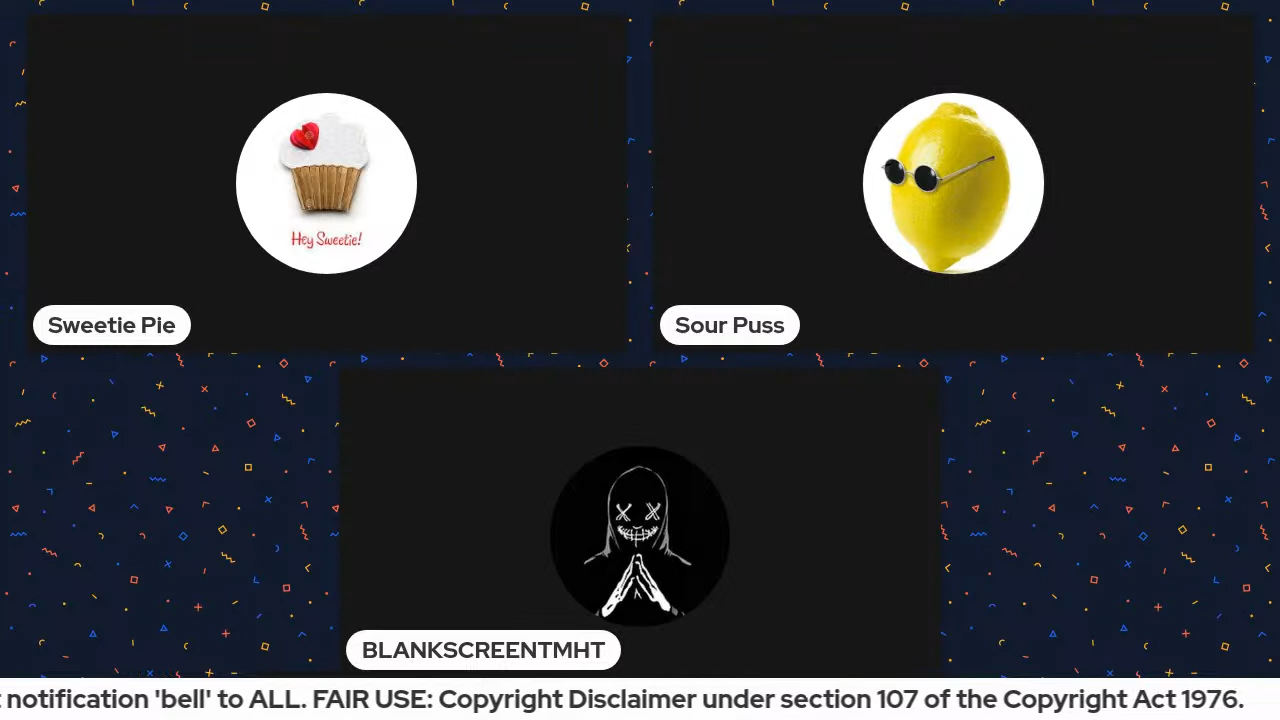 Hey Sweetie!
Sweetie Pie
Sour Puss
BLANKSCREENTMHT
notification 'bell' to ALL. FAIR USE: Copyright Disclaimer under section 107 of the Copyright Act 1976.